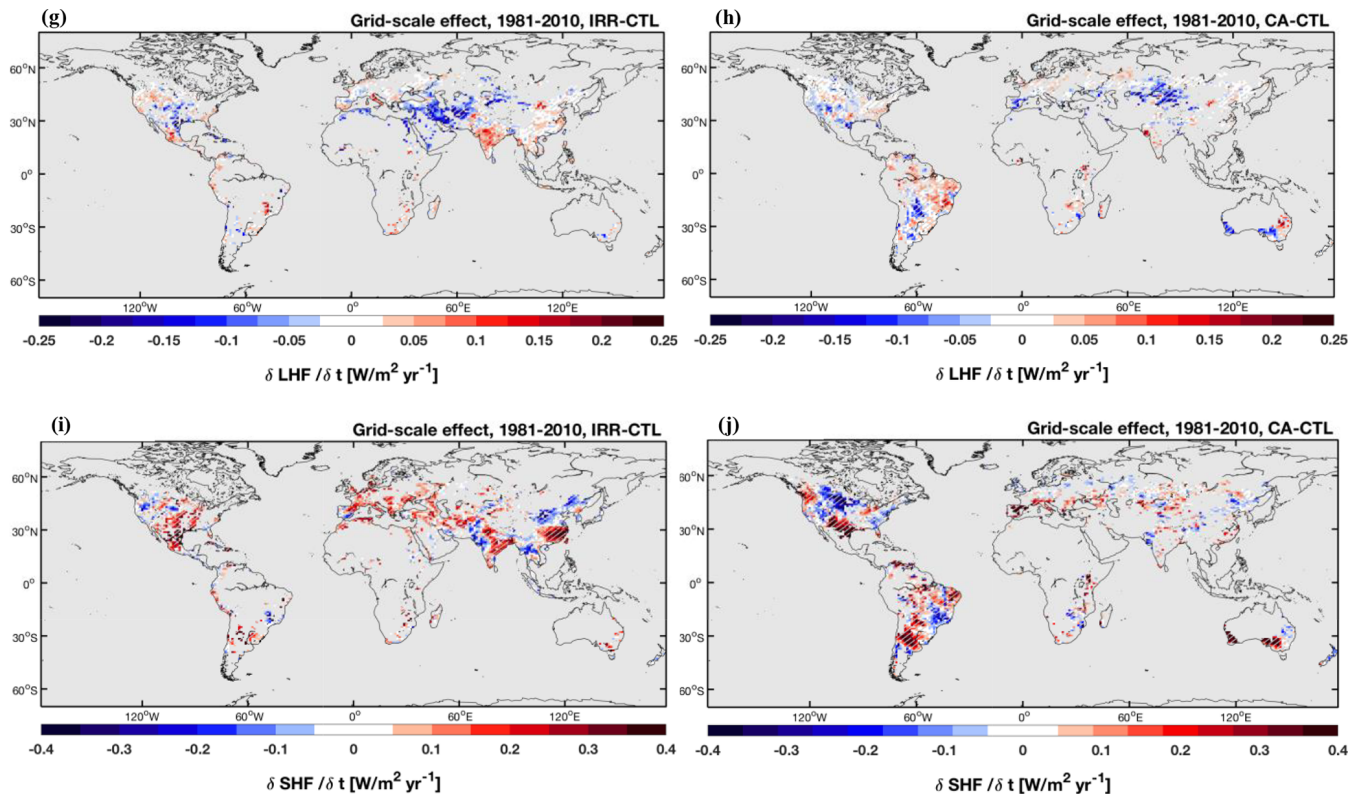 (g)
Grid-scale effect, 1981-2010, IRR-CTL
60°N
30°N
0°
30°S
60°S
120°W 60°W 0° 60°E 120°E
-0.25 -0.2 -0.15 -0.1 -0.05 0 0.05 0.1 0.15 0.2 0.25
δ LHF /δ t [W/m² yr⁻¹]
(h)
Grid-scale effect, 1981-2010, CA-CTL
60°N
30°N
0°
30°S
60°S
120°W 60°W 0° 60°E 120°E
-0.25 -0.2 -0.15 -0.1 -0.05 0 0.05 0.1 0.15 0.2 0.25
δ LHF /δ t [W/m² yr⁻¹]
(i)
Grid-scale effect, 1981-2010, IRR-CTL
60°N
30°N
0°
30°S
60°S
120°W 60°W 0° 60°E 120°E
-0.4 -0.3 -0.2 -0.1 0 0.1 0.2 0.3 0.4
δ SHF /δ t [W/m² yr⁻¹]
(j)
Grid-scale effect, 1981-2010, CA-CTL
60°N
30°N
0°
30°S
60°S
120°W 60°W 0° 60°E 120°E
-0.4 -0.3 -0.2 -0.1 0 0.1 0.2 0.3 0.4
δ SHF /δ t [W/m² yr⁻¹]